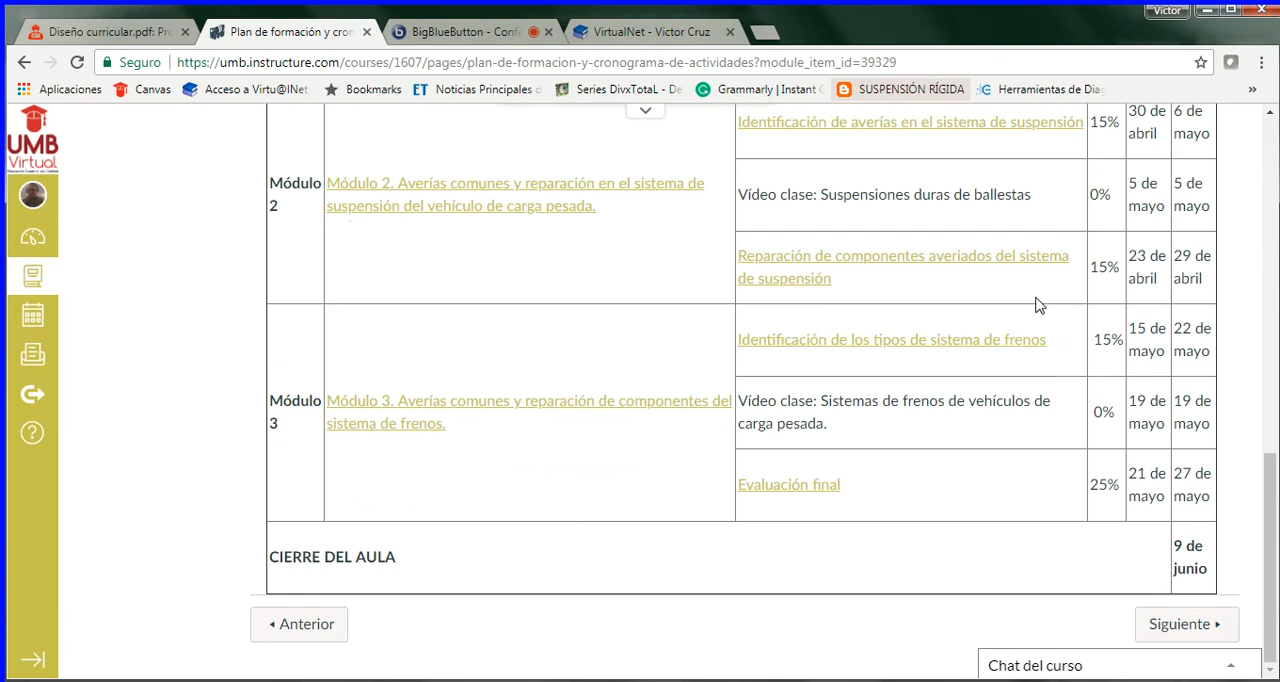 Victor
Diseño curricular.pdf: Pro
Plan de formación y cron
BigBlueButton - Confe
VirtualNet - Victor Cruz
Seguro
https://umb.instructure.com/courses/1607/pages/plan-de-formacion-y-cronograma-de-actividades?module_item_id=39329
Aplicaciones
Canvas
Acceso a Virtu@lNet
Bookmarks
ET Noticias Principales d
Series DivxTotaL - De
Grammarly | Instant
SUSPENSIÓN RÍGIDA
Herramientas de Diag
»
UMB
Virtual
Identificación de averías en el sistema de suspensión
15%
30 de
abril
6 de
mayo
Módulo
2
Módulo 2. Averías comunes y reparación en el sistema de
suspensión del vehículo de carga pesada.
Vídeo clase: Suspensiones duras de ballestas
0%
5 de
mayo
5 de
mayo
Reparación de componentes averiados del sistema
de suspensión
15%
23 de
abril
29 de
abril
Módulo
3
Módulo 3. Averías comunes y reparación de componentes del
sistema de frenos.
Identificación de los tipos de sistema de frenos
15%
15 de
mayo
22 de
mayo
Vídeo clase: Sistemas de frenos de vehículos de
carga pesada.
0%
19 de
mayo
19 de
mayo
Evaluación final
25%
21 de
mayo
27 de
mayo
CIERRE DEL AULA
9 de
junio
Anterior
Siguiente
Chat del curso